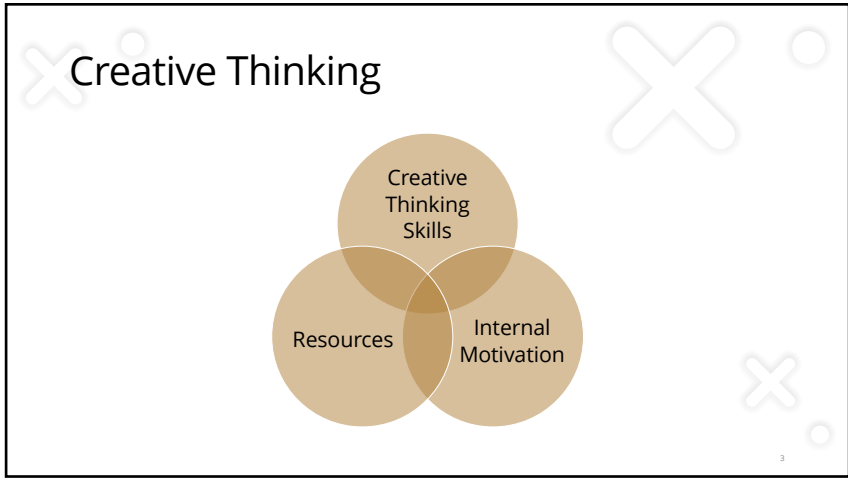 Creative Thinking
Creative
Thinking
Skills
Resources
Internal
Motivation
3